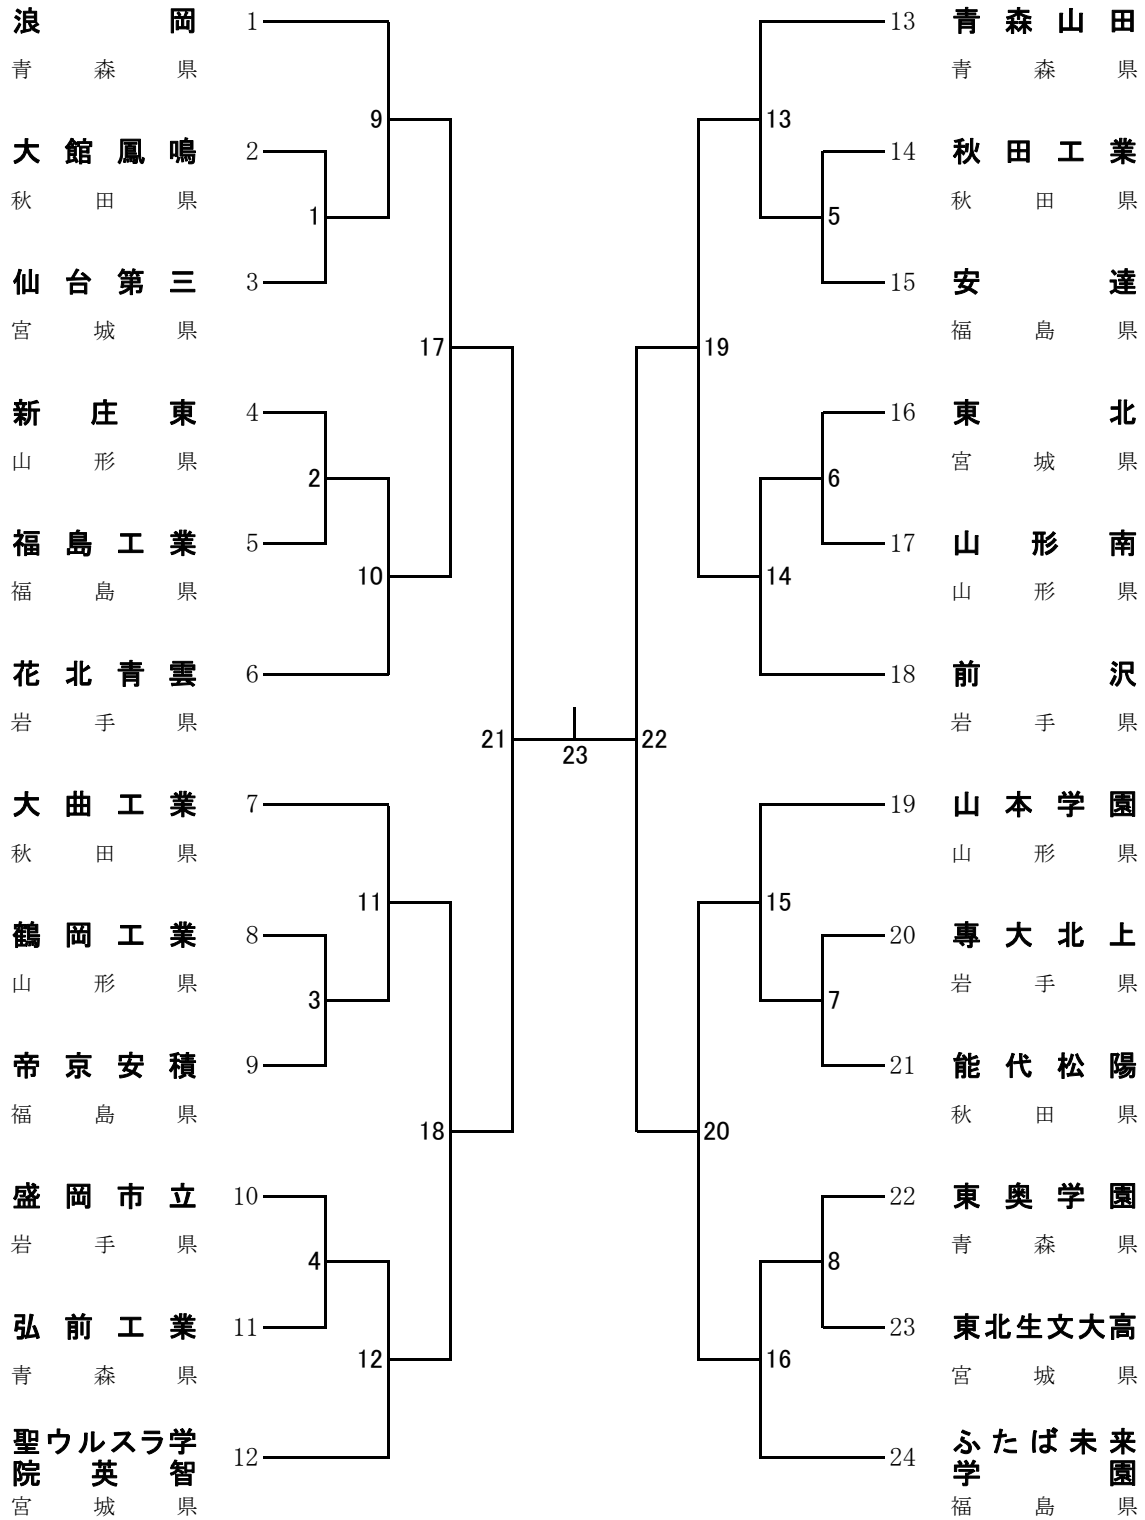 浪岡 1
青森県
大館鳳鳴 2
秋田県
仙台第三 3
宮城県
新庄東 4
山形県
福島工業 5
福島県
花北青雲 6
岩手県
大曲工業 7
秋田県
鶴岡工業 8
山形県
帝京安積 9
福島県
盛岡市立 10
岩手県
弘前工業 11
青森県
聖ウルスラ学
院英智 12
宮城県
1
2
3
4
9
10
11
12
17
18
21
23
22
19
20
13
14
15
16
5
6
7
8
13 青森山田
青森県
14 秋田工業
秋田県
15 安達
福島県
16 東北
宮城県
17 山形南
山形県
18 前沢
岩手県
19 山本学園
山形県
20 專大北上
岩手県
21 能代松陽
秋田県
22 東奥学園
青森県
23 東北生文大高
宮城県
24 ふたば未来
学園
福島県